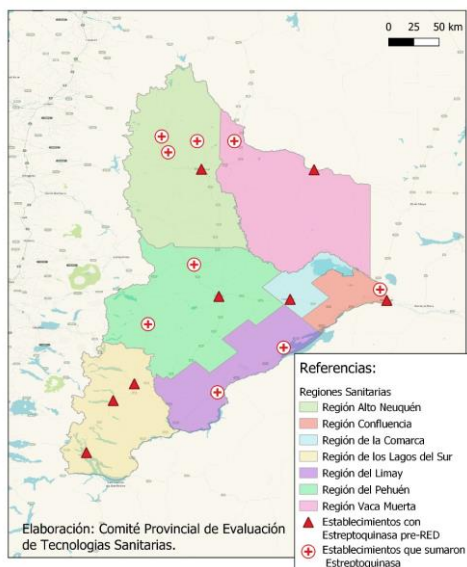 0 25 50 km
Referencias:
Regiones Sanitarias
Región Alto Neuquén
Región Confluencia
Región de la Comarca
Región de los Lagos del Sur
Región del Limay
Región del Pehuén
Región Vaca Muerta
Establecimientos con
Estreptoquinasa pre-RED
Establecimientos que sumaron
Estreptoquinasa
Elaboración: Comité Provincial de Evaluación
de Tecnologias Sanitarias.